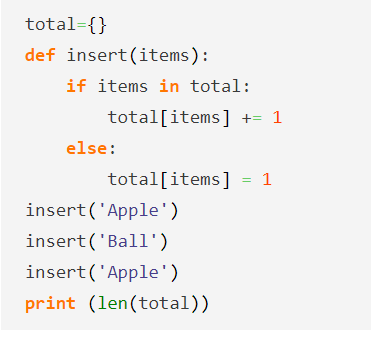 total={}
def insert(items):
    if items in total:
        total[items] += 1
    else:
        total[items] = 1
insert('Apple')
insert('Ball')
insert('Apple')
print (len(total))